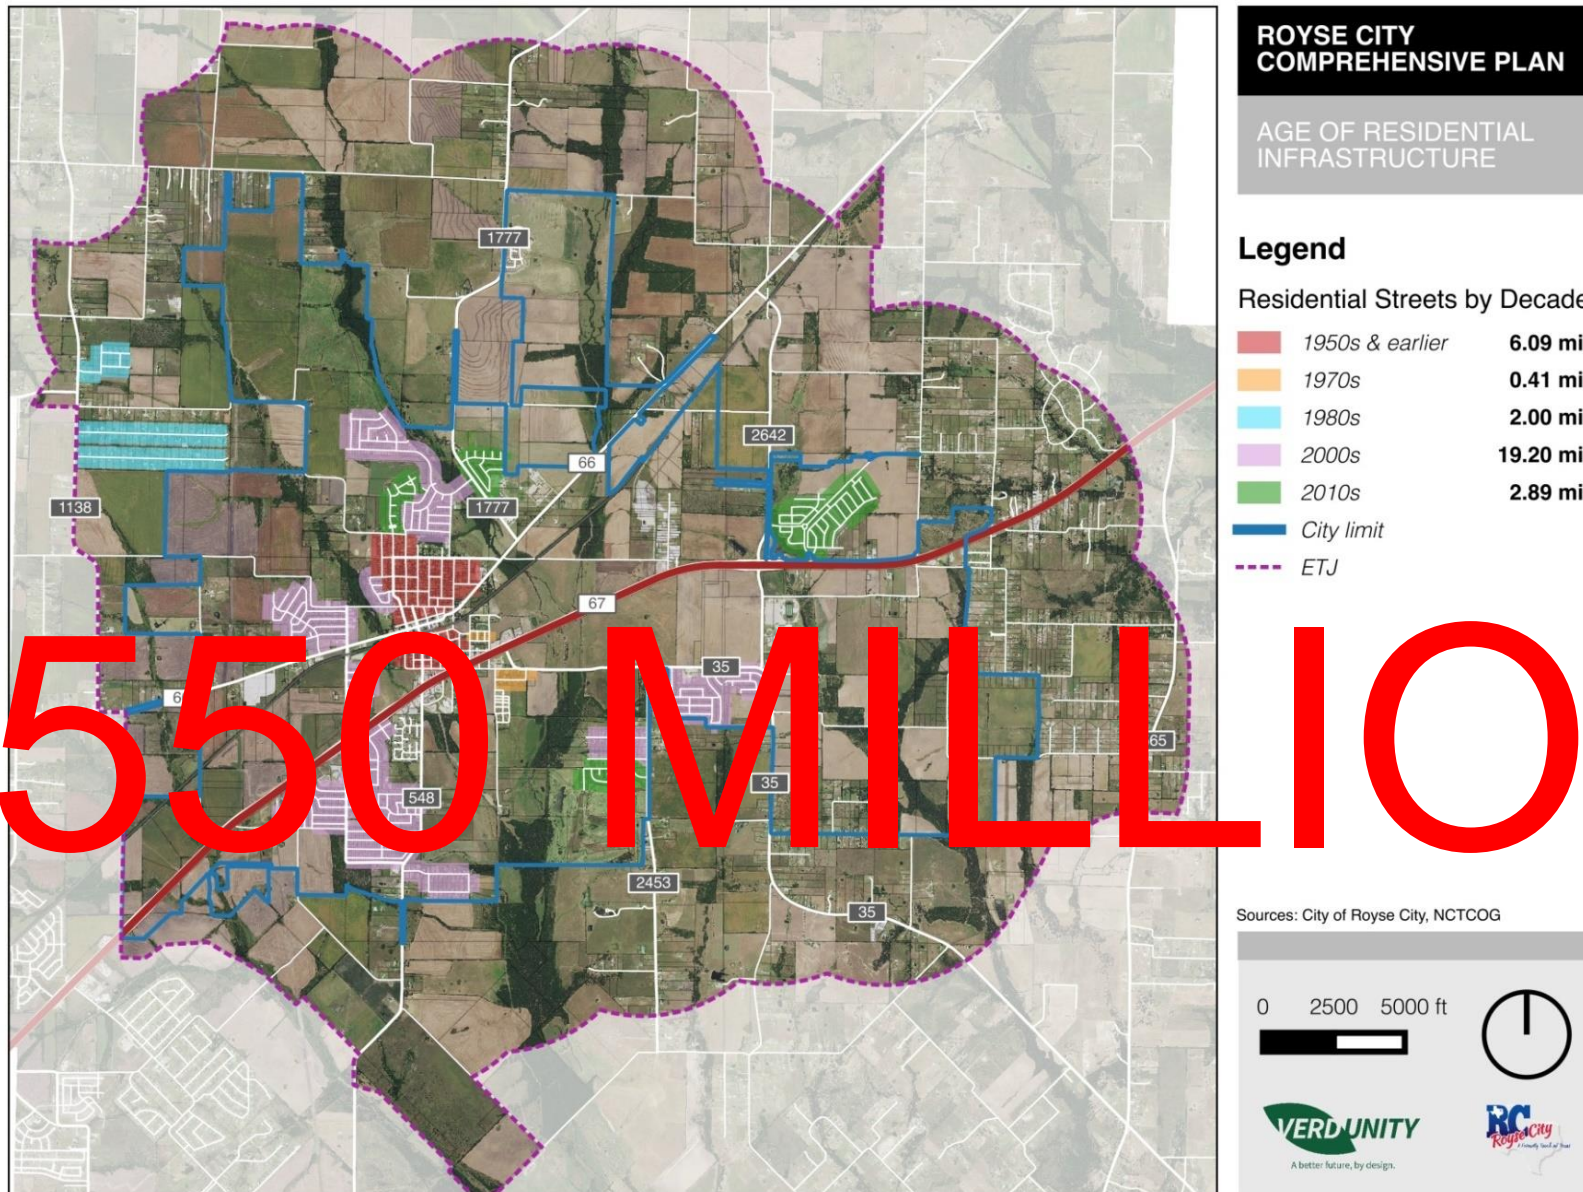 ROYSE CITY
COMPREHENSIVE PLAN
AGE OF RESIDENTIAL
INFRASTRUCTURE
Legend
Residential Streets by Decade
1950s & earlier 6.09 mi
1970s 0.41 mi
1980s 2.00 mi
2000s 19.20 mi
2010s 2.89 mi
City limit
ETJ
1777
2642
66
1138
1777
67
35
6
65
35
548
2453
35
550 MILLIO
Sources: City of Royse City, NCTCOG
0 2500 5000 ft
VERDUNITY
A better future, by design.
RC
Royse City